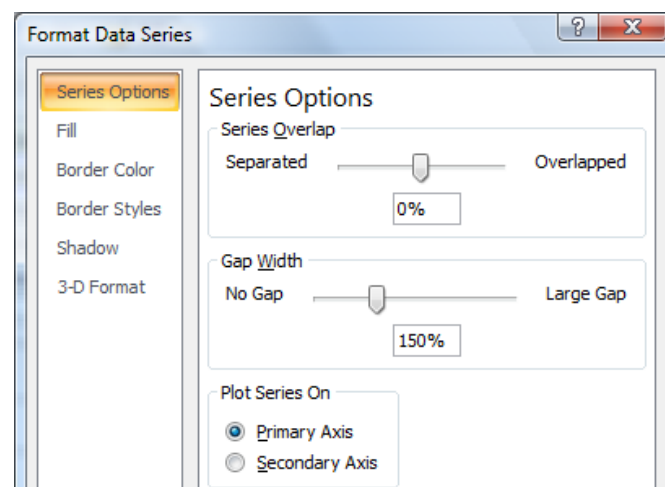 Format Data Series
?
X
Series Options
Fill
Border Color
Border Styles
Shadow
3-D Format
Series Options
Series Overlap
Separated Overlapped
0%
Gap Width
No Gap Large Gap
150%
Plot Series On
Primary Axis
Secondary Axis